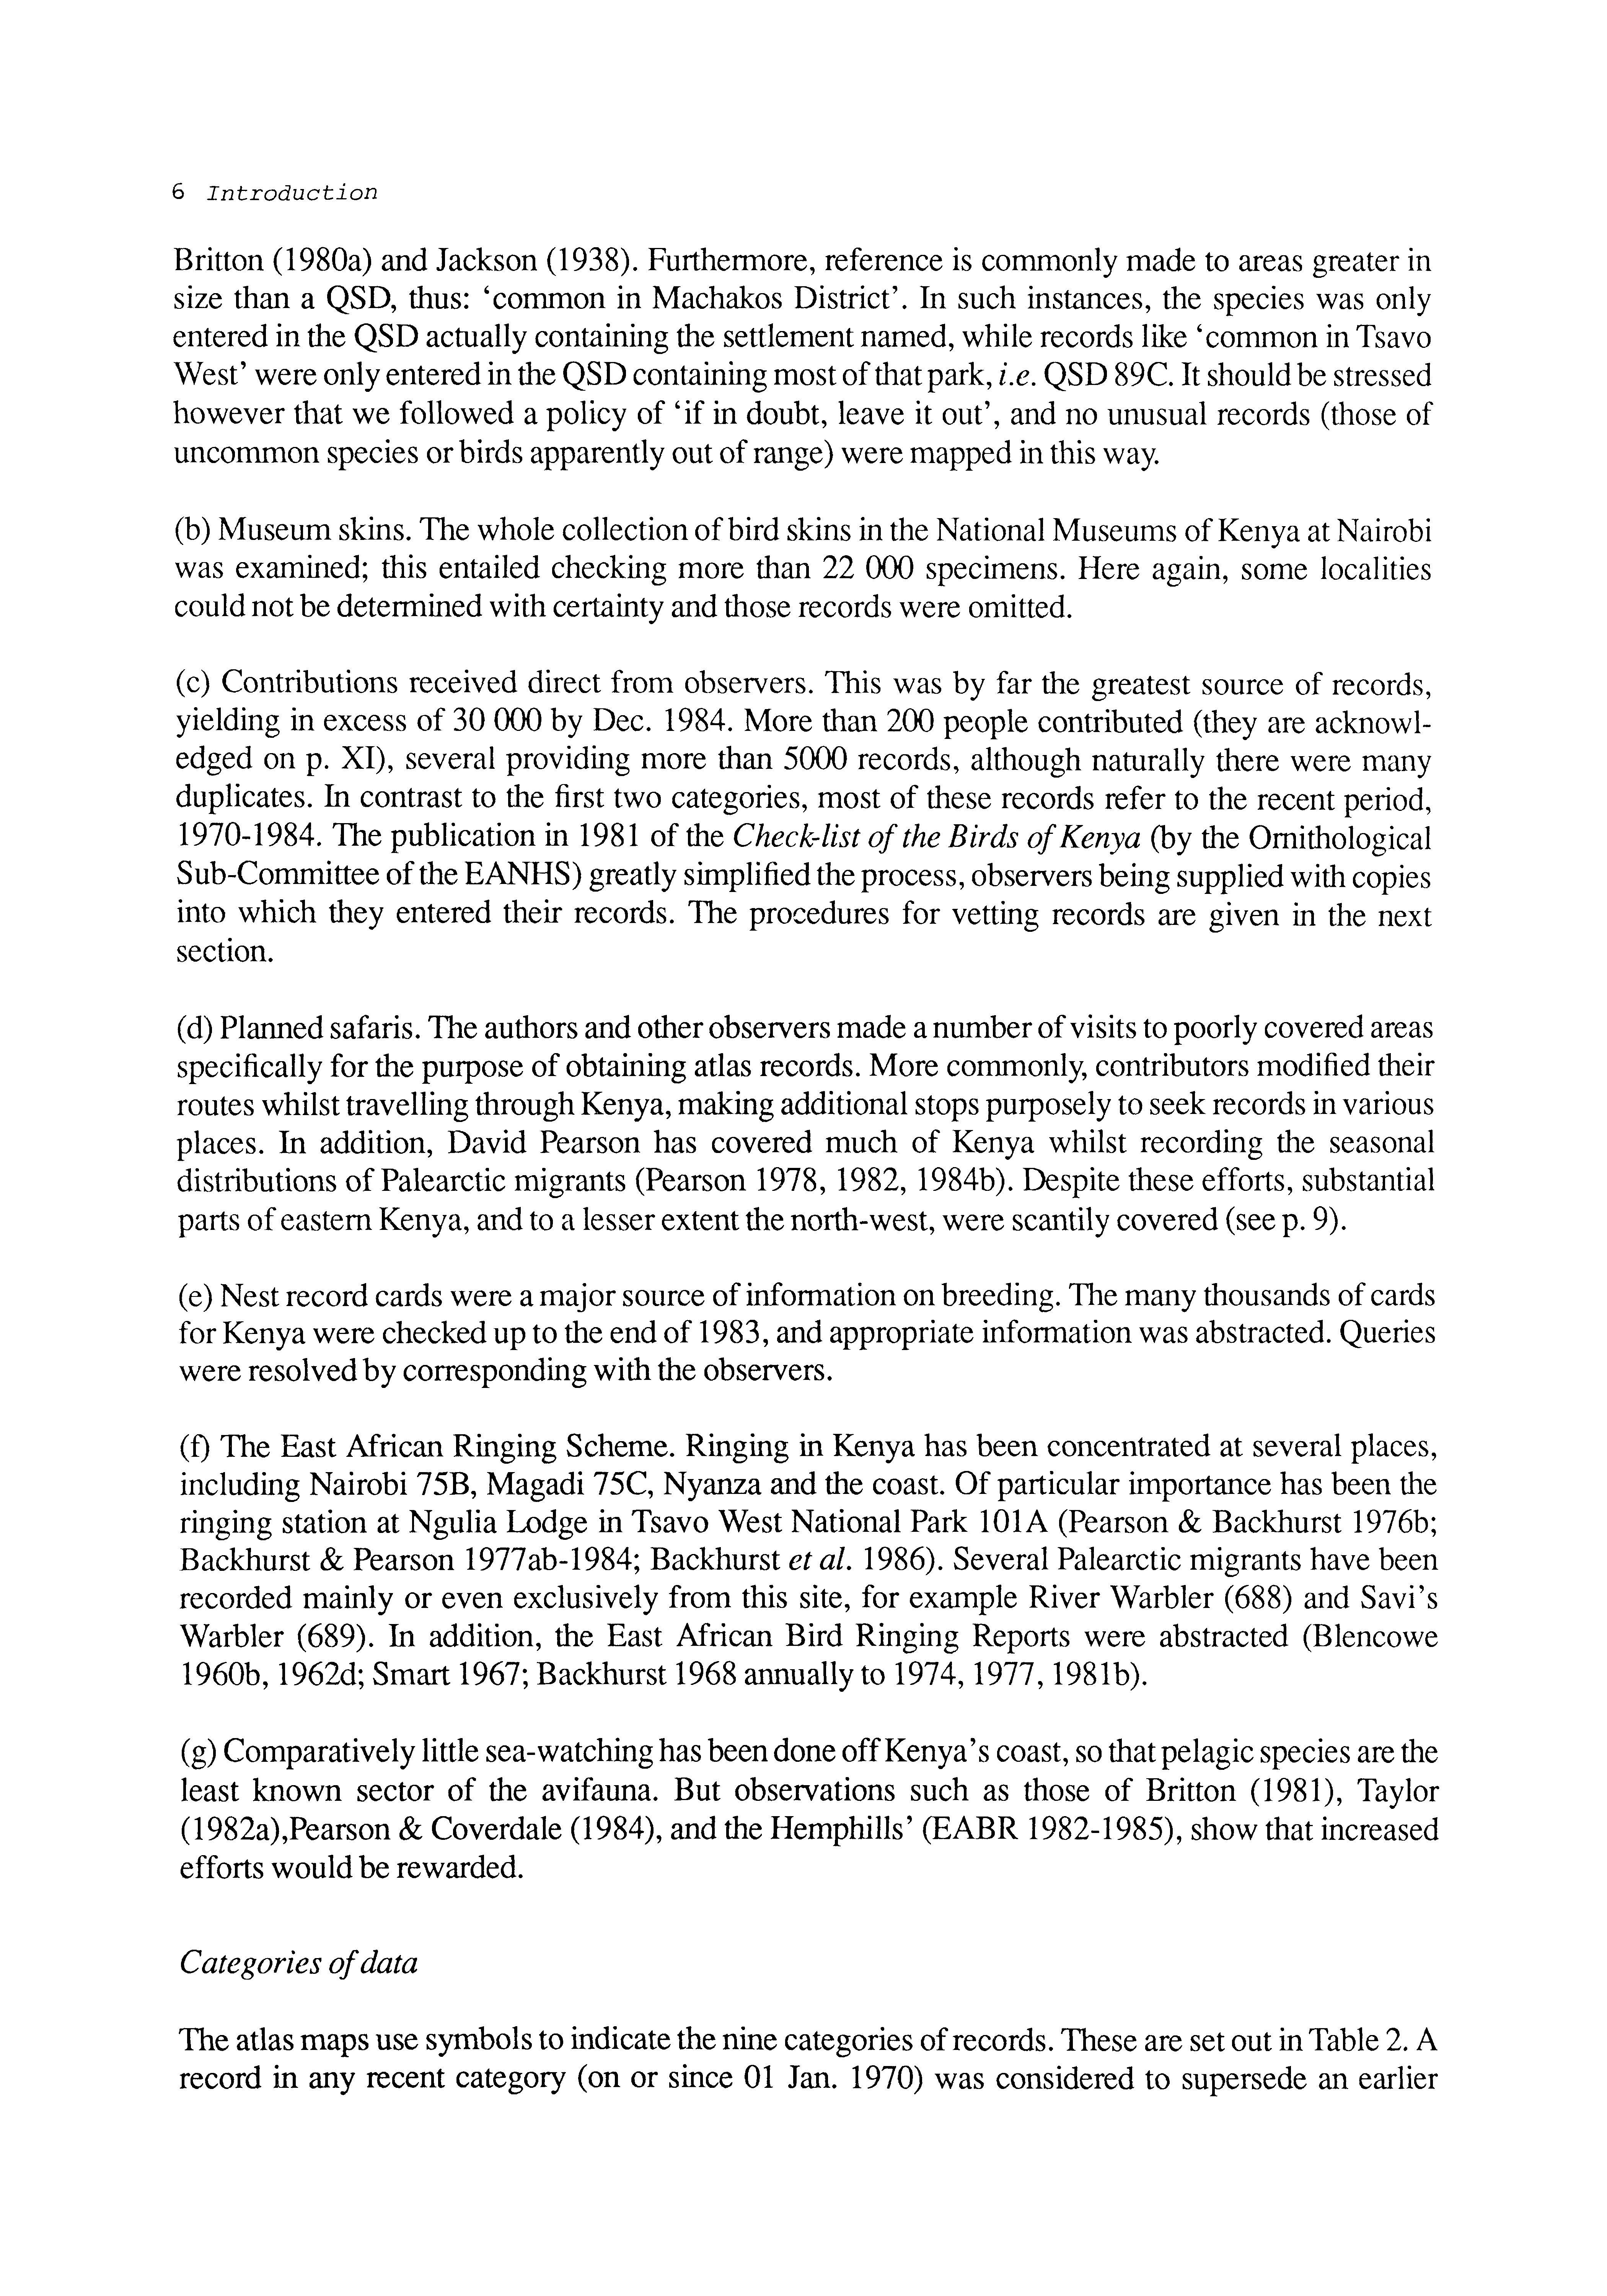 6 Introduction
Britton (1980a) and Jackson (1938). Furthermore, reference is commonly made to areas greater in
size than a QSD, thus: ‘common in Machakos District’. In such instances, the species was only
entered in the QSD actually containing the settlement named, while records like ‘common in Tsavo
West’ were only entered in the QSD containing most of that park, i.e. QSD 89C. It should be stressed
however that we followed a policy of ‘if in doubt, leave it out’, and no unusual records (those of
uncommon species or birds apparently out of range) were mapped in this way.
(b) Museum skins. The whole collection of bird skins in the National Museums of Kenya at Nairobi
was examined; this entailed checking more than 22 000 specimens. Here again, some localities
could not be determined with certainty and those records were omitted.
(c) Contributions received direct from observers. This was by far the greatest source of records,
yielding in excess of 30 000 by Dec. 1984. More than 200 people contributed (they are acknowl-
edged on p. XI), several providing more than 5000 records, although naturally there were many
duplicates. In contrast to the first two categories, most of these records refer to the recent period,
1970-1984. The publication in 1981 of the Check-list of the Birds of Kenya (by the Ornithological
Sub-Committee of the EANHS) greatly simplified the process, observers being supplied with copies
into which they entered their records. The procedures for vetting records are given in the next
section.
(d) Planned safaris. The authors and other observers made a number of visits to poorly covered areas
specifically for the purpose of obtaining atlas records. More commonly, contributors modified their
routes whilst travelling through Kenya, making additional stops purposely to seek records in various
places. In addition, David Pearson has covered much of Kenya whilst recording the seasonal
distributions of Palearctic migrants (Pearson 1978, 1982, 1984b). Despite these efforts, substantial
parts of eastern Kenya, and to a lesser extent the north-west, were scantily covered (see p. 9).
(e) Nest record cards were a major source of information on breeding. The many thousands of cards
for Kenya were checked up to the end of 1983, and appropriate information was abstracted. Queries
were resolved by corresponding with the observers.
(f) The East African Ringing Scheme. Ringing in Kenya has been concentrated at several places,
including Nairobi 75B, Magadi 75C, Nyanza and the coast. Of particular importance has been the
ringing station at Ngulia Lodge in Tsavo West National Park 101A (Pearson & Backhurst 1976b;
Backhurst & Pearson 1977ab-1984; Backhurst et al. 1986). Several Palearctic migrants have been
recorded mainly or even exclusively from this site, for example River Warbler (688) and Savi’s
Warbler (689). In addition, the East African Bird Ringing Reports were abstracted (Blencowe
1960b, 1962d; Smart 1967; Backhurst 1968 annually to 1974, 1977, 1981b).
(g) Comparatively little sea-watching has been done off Kenya’s coast, so that pelagic species are the
least known sector of the avifauna. But observations such as those of Britton (1981), Taylor
(1982a),Pearson & Coverdale (1984), and the Hemphills’ (EABR 1982-1985), show that increased
efforts would be rewarded.
Categories of data
The atlas maps use symbols to indicate the nine categories of records. These are set out in Table 2. A
record in any recent category (on or since 01 Jan. 1970) was considered to supersede an earlier